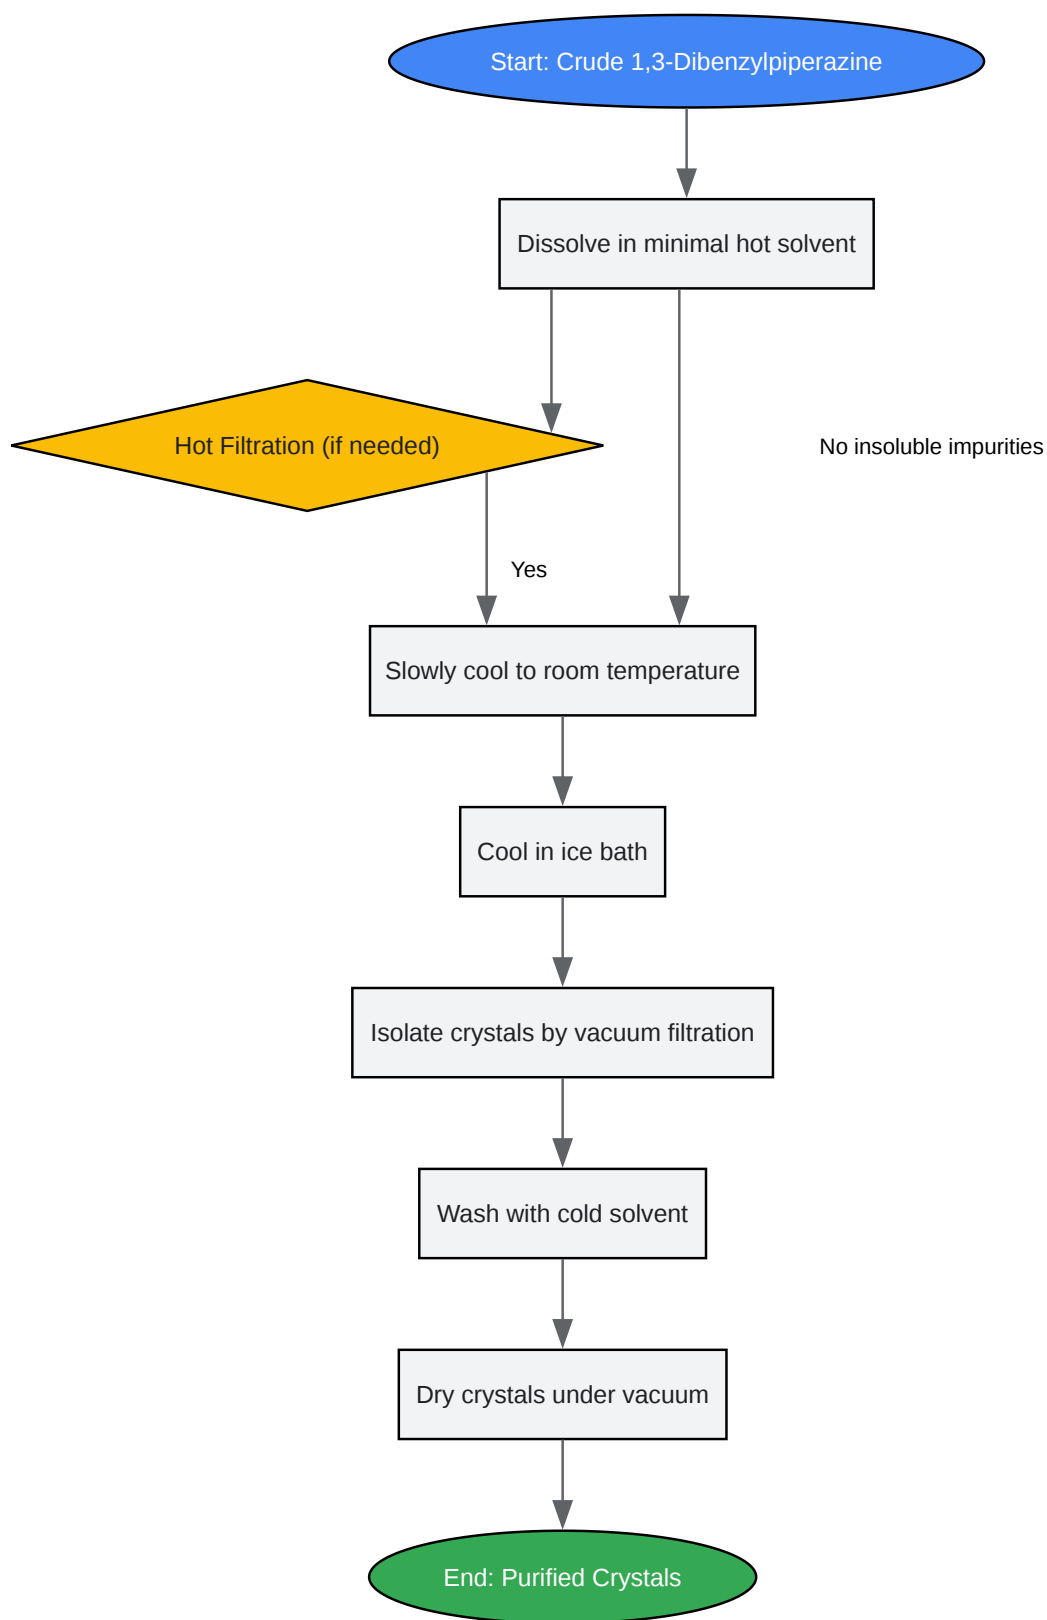 Start: Crude 1,3-Dibenzylpiperazine
Dissolve in minimal hot solvent
Hot Filtration (if needed)
No insoluble impurities
Yes
Slowly cool to room temperature
Cool in ice bath
Isolate crystals by vacuum filtration
Wash with cold solvent
Dry crystals under vacuum
End: Purified Crystals